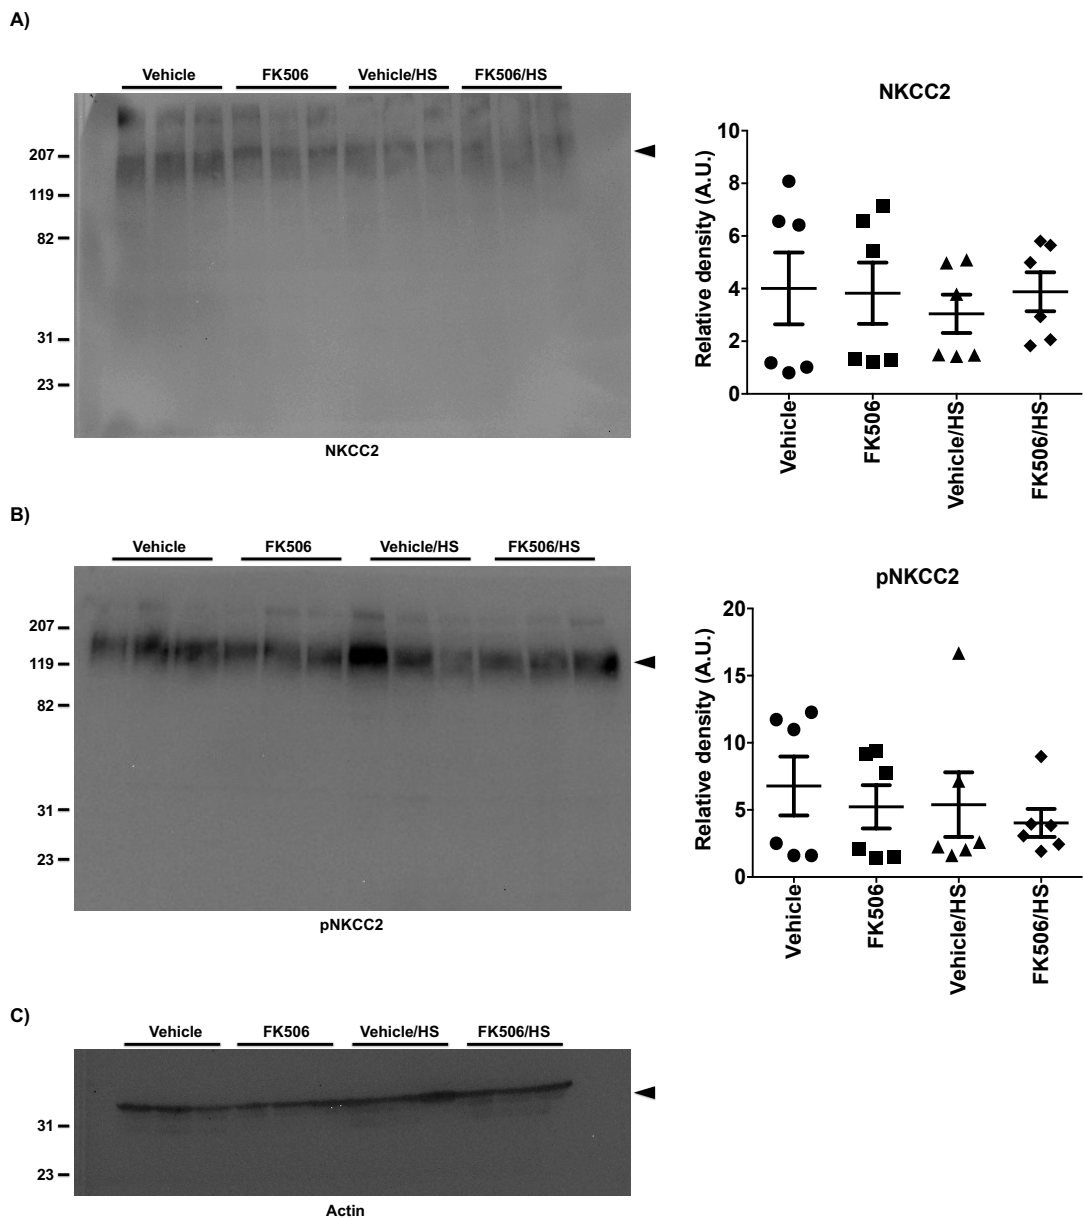 A)
Vehicle FK506 Vehicle/HS FK506/HS
207
119
82
31
23
NKCC2
NKCC2
Relative density (A.U.)
10
8
6
4
2
0
Vehicle
FK506
Vehicle/HS
FK506/HS
B)
Vehicle FK506 Vehicle/HS FK506/HS
207
119
82
31
23
pNKCC2
pNKCC2
Relative density (A.U.)
20
15
10
5
0
Vehicle
FK506
Vehicle/HS
FK506/HS
C)
Vehicle FK506 Vehicle/HS FK506/HS
31
23
Actin